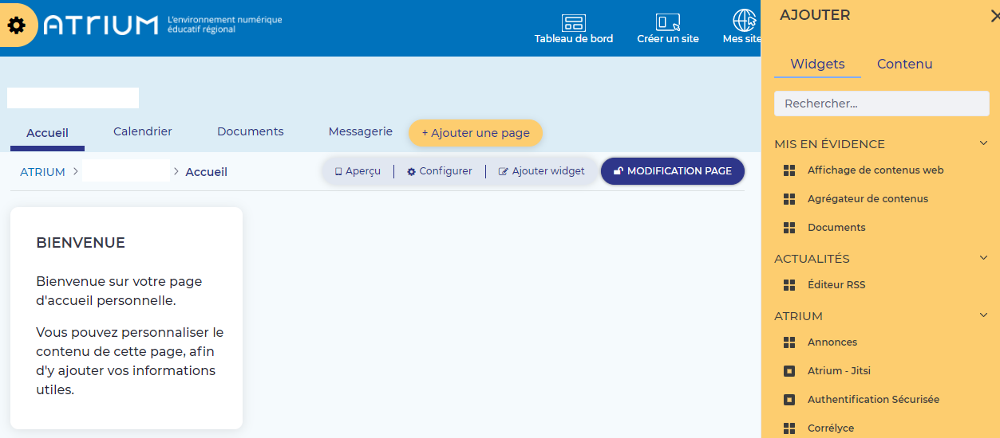 ATRIUM
L'environnement numérique
éducatif régional
Tableau de bord
Créer un site
Mes site
Accueil
Calendrier
Documents
Messagerie
+ Ajouter une page
ATRIUM > > Accueil
Aperçu
Configurer
Ajouter widget
MODIFICATION PAGE
BIENVENUE
Bienvenue sur votre page
d'accueil personnelle.
Vous pouvez personnaliser le
contenu de cette page, afin
d'y ajouter vos informations
utiles.
AJOUTER
Widgets
Contenu
Rechercher...
MIS EN ÉVIDENCE
Affichage de contenus web
Agrégateur de contenus
Documents
ACTUALITÉS
Éditeur RSS
ATRIUM
Annonces
Atrium - Jitsi
Authentification Sécurisée
Corrélyce